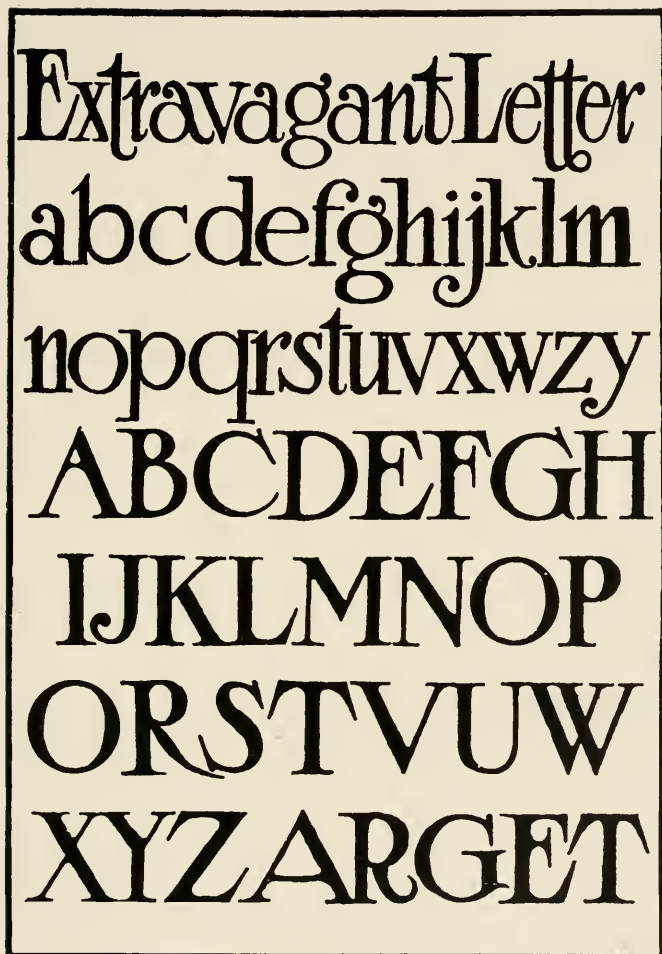 Extravagant Letter
abcdefghijklm
nopqrstuvxwzy
ABCDEFGH
IJKLMNOP
ORSTVUW
XYZARGET